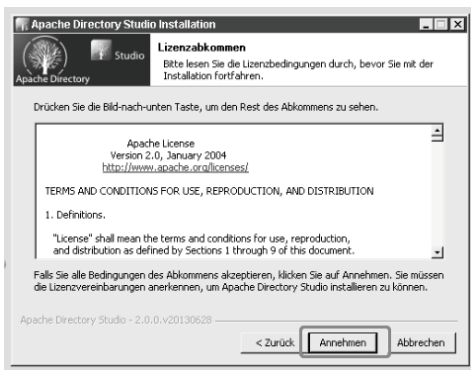 Apache Directory Studio Installation
Studio
Apache Directory
Lizenzabkommen
Bitte lesen Sie die Lizenzbedingungen durch, bevor Sie mit der
Installation fortfahren.
Drücken Sie die Bild-nach-unten Taste, um den Rest des Abkommens zu sehen.
Apache License
Version 2.0, January 2004
http://www.apache.org/licenses/
TERMS AND CONDITIONS FOR USE, REPRODUCTION, AND DISTRIBUTION
1. Definitions.
"License" shall mean the terms and conditions for use, reproduction,
and distribution as defined by Sections 1 through 9 of this document.
Falls Sie alle Bedingungen des Abkommens akzeptieren, klicken Sie auf Annehmen. Sie müssen
die Lizenzvereinbarungen anerkennen, um Apache Directory Studio installieren zu können.
Apache Directory Studio - 2.0.0.v20130628
< Zurück
Annehmen
Abbrechen